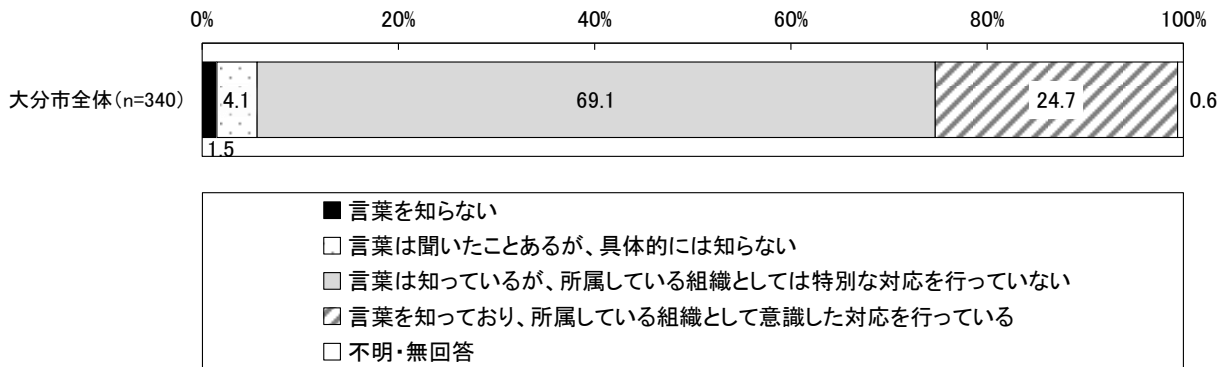 0%	20%	40%	60%	80%	100%
大分市全体(n=340)	4.1	69.1	24.7	0.6
1.5
■ 言葉を知らない
□ 言葉は聞いたことあるが、具体的には知らない
言葉は知っているが、所属している組織としては特別な対応を行っていない
言葉を知っており、所属している組織として意識した対応を行っている
□ 不明・無回答